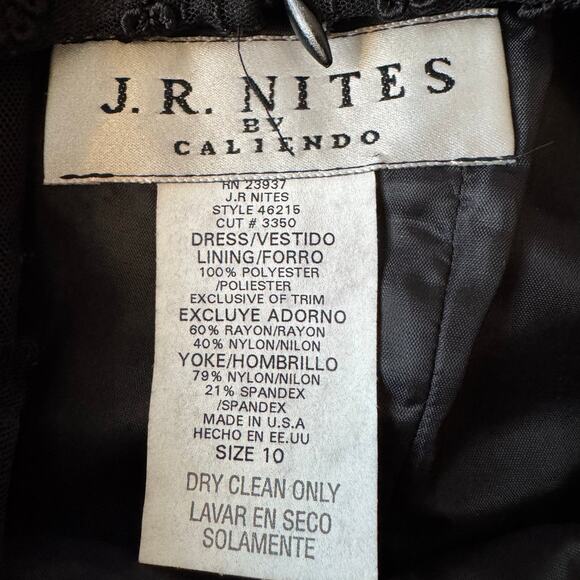 J.R. NITES
BY
CALIENDO
RN 23937
J.R NITES
STYLE 46215
CUT # 3350
DRESS/VESTIDO
LINING/FORRO
100% POLYESTER
/POLIESTER
EXCLUSIVE OF TRIM
EXCLUYE ADORNO
60% RAYON/RAYON
40% NYLON/NILON
YOKE/HOMBRILLO
79% NYLON/NILON
21% SPANDEX
/SPANDEX
MADE IN U.S.A
HECHO EN EE.UU
SIZE 10
DRY CLEAN ONLY
LAVAR EN SECO
SOLAMENTE